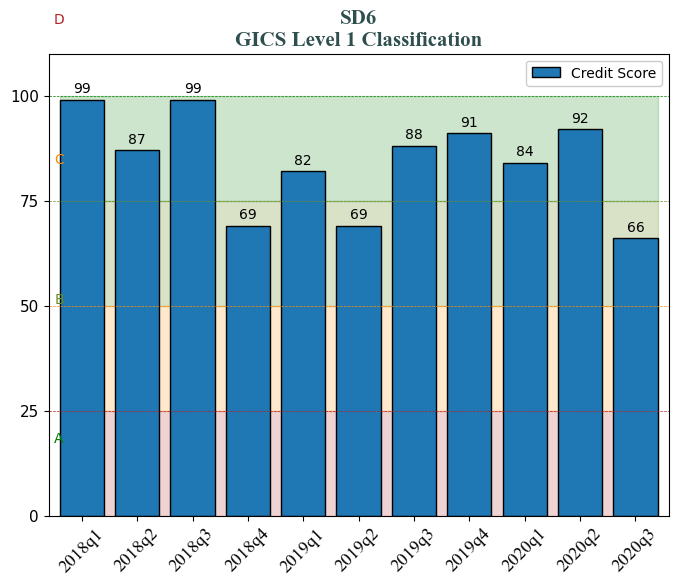 D
SD6
GICS Level 1 Classification
Credit Score
100
75
50
25
0
C
B
A
99
87
99
69
82
69
88
91
84
92
66
2018q1
2018q2
2018q3
2018q4
2019q1
2019q2
2019q3
2019q4
2020q1
2020q2
2020q3